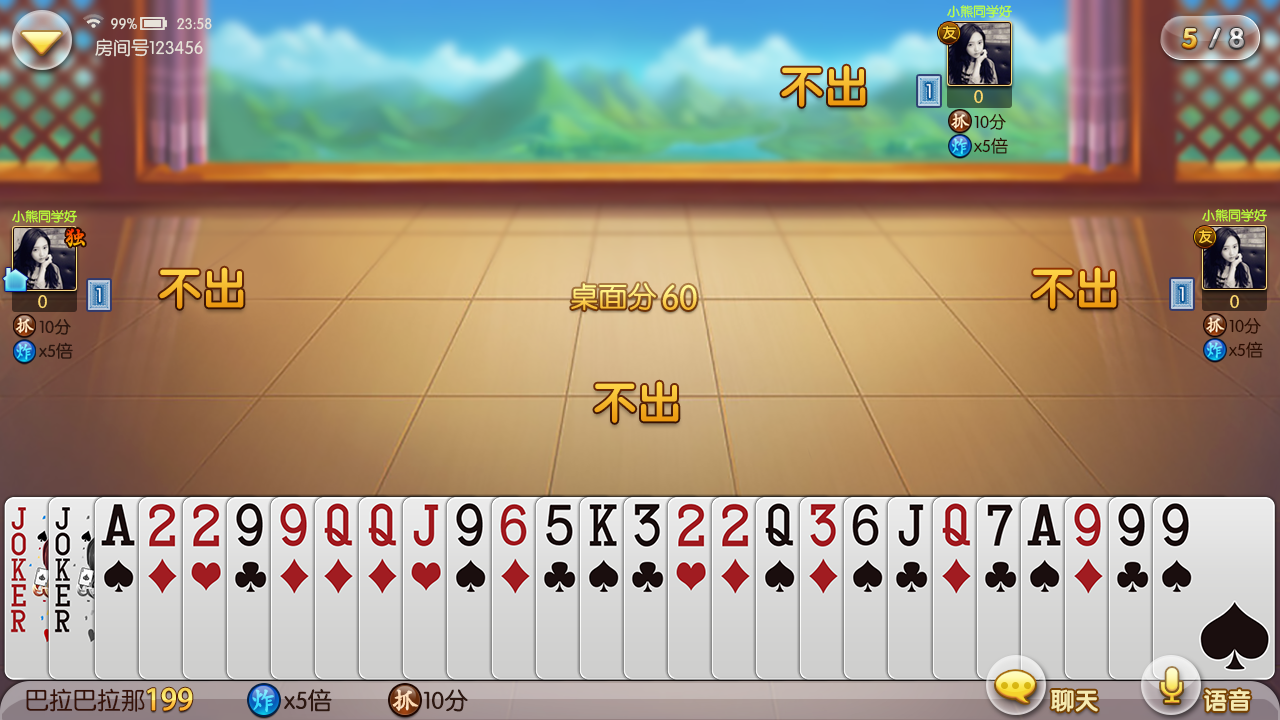 99% 23:58
房间号123456
小熊同学好
友
不出
1
0
抓10分
炸x5倍
5 / 8
小熊同学好
独
0
1
抓10分
炸x5倍
不出
桌面分60
不出
小熊同学好
友
1
0
抓10分
炸x5倍
不出
JOKER JOKER A 2 2 9 9 Q Q J 9 6 5 K 3 2 2 Q 3 6 J Q 7 A 9 9 9
巴拉巴拉那199 炸x5倍 抓10分 聊天 语音